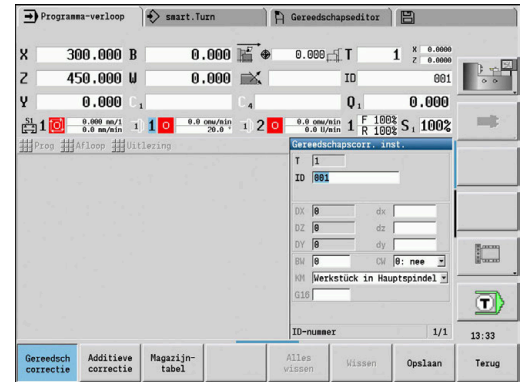 Programma-verloop smart.Turn Gereedschapseditor
X 300.000 B 0.000 0.000 T 1 X 0.0000
Z 0.0000
Z 450.000 W 0.000 ID 001
Y 0.000 C 1 C 4 Q 1 0.000
S1 1 0.000 mm/1 1) 1 0.0 omw/min 1) 2 0.0 omw/min 1 F 100% S 1 100%
0.0 mm/min 20.0 ° 0.0 U/min R 100%
Prog Afloop Uitlezing
Gereedschapscorr. inst.
T 1
ID 001
DX 0 dx
DZ 0 dz
DY 0 dy
BW 0 CW 0: nee
KM Werkstück in Hauptspindel
G16
ID-nummer 1/1
T
13:33
Gereedsch correctie
Additieve correctie
Magazijn-tabel
Alles wissen
Wissen
Opslaan
Terug